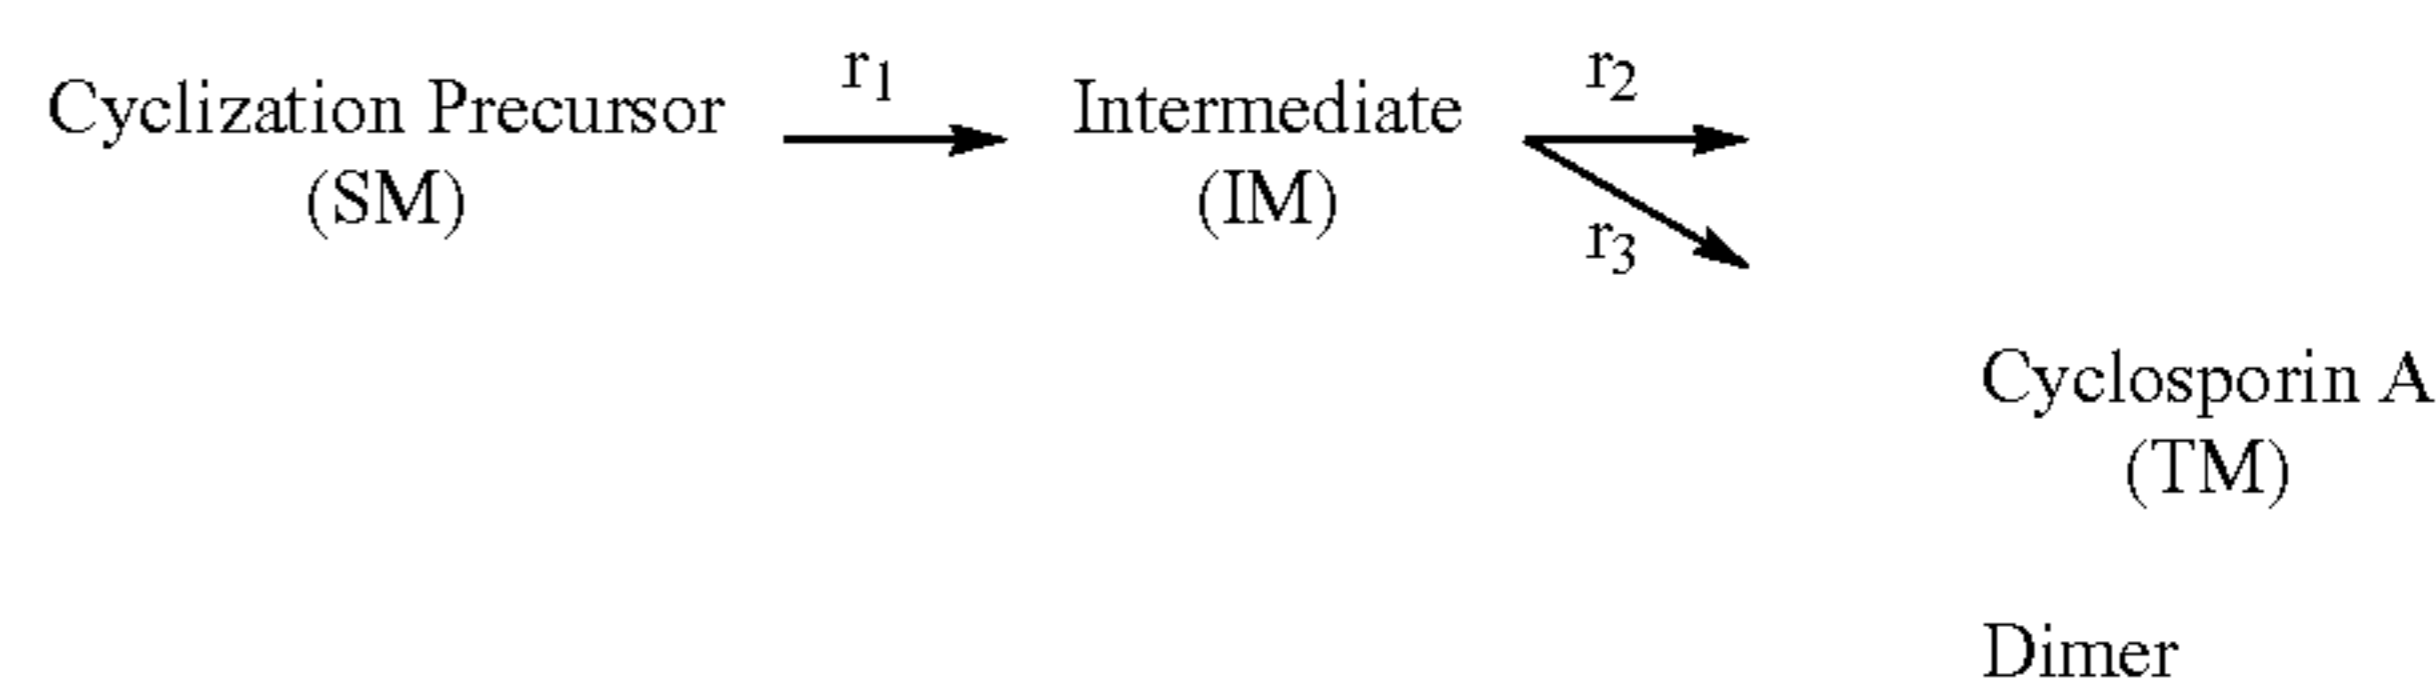 Cyclization Precursor
(SM)
r1
Intermediate
(IM)
r2
r3
Cyclosporin A
(TM)
Dimer